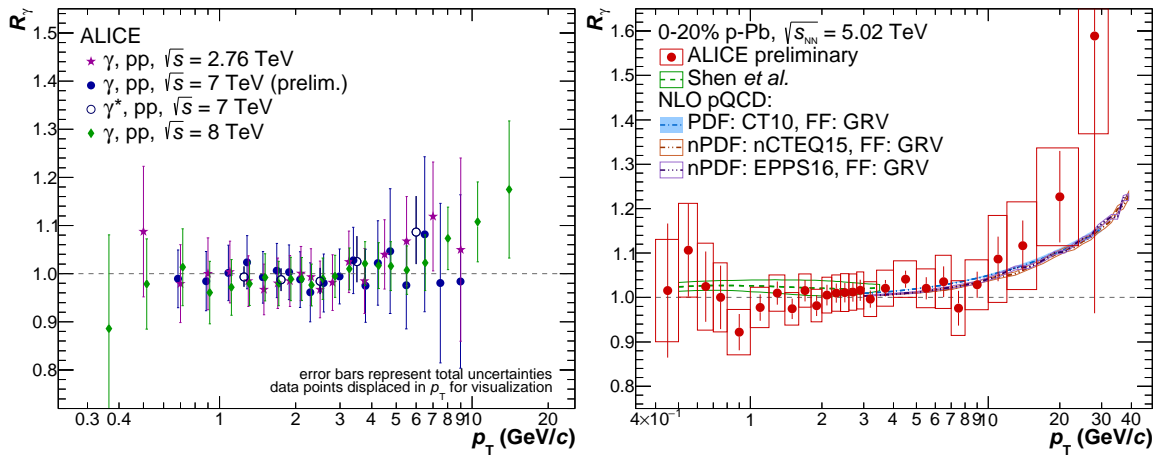 R_γ
1.5
1.4
1.3
1.2
1.1
1.0
0.9
0.8
ALICE
γ, pp, √s = 2.76 TeV
γ, pp, √s = 7 TeV (prelim.)
γ*, pp, √s = 7 TeV
γ, pp, √s = 8 TeV
error bars represent total uncertainties
data points displaced in p_T for visualization
0.3 0.4 1 2 3 4 5 6 7 8 9 10 20
p_T (GeV/c)
R_γ
1.6
1.5
1.4
1.3
1.2
1.1
1.0
0.9
0.8
0-20% p-Pb, √s_NN = 5.02 TeV
ALICE preliminary
Shen et al.
NLO pQCD:
PDF: CT10, FF: GRV
nPDF: nCTEQ15, FF: GRV
nPDF: EPPS16, FF: GRV
4×10⁻¹ 1 2 3 4 5 6 7 8 10 20 30 40
p_T (GeV/c)